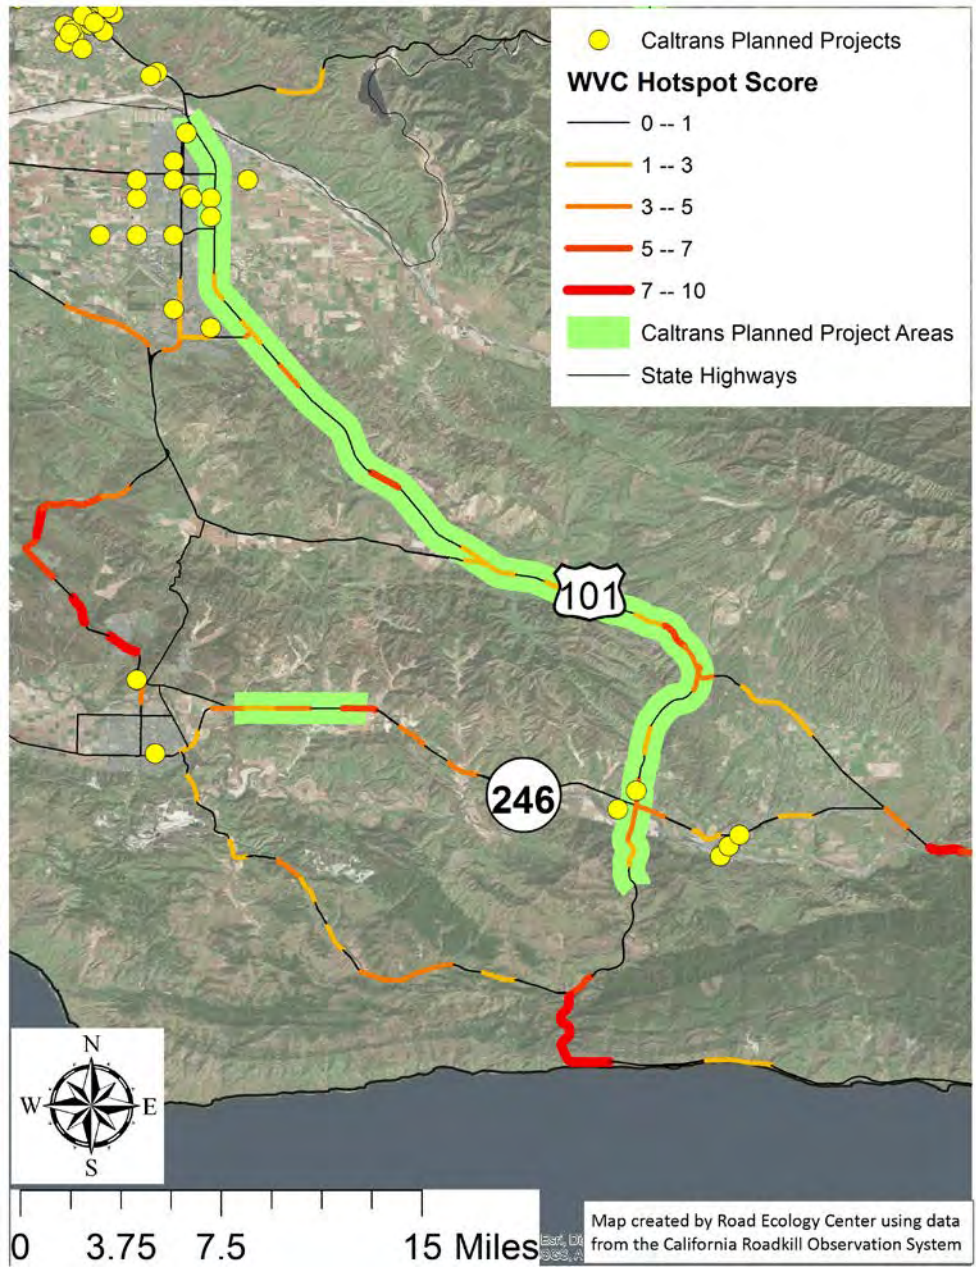 Caltrans Planned Projects
WVC Hotspot Score
0 -- 1
1 -- 3
3 -- 5
5 -- 7
7 -- 10
Caltrans Planned Project Areas
State Highways
101
246
N
W E
S
0 3.75 7.5 15 Miles
Esri,
Map created by Road Ecology Center using data
from the California Roadkill Observation System